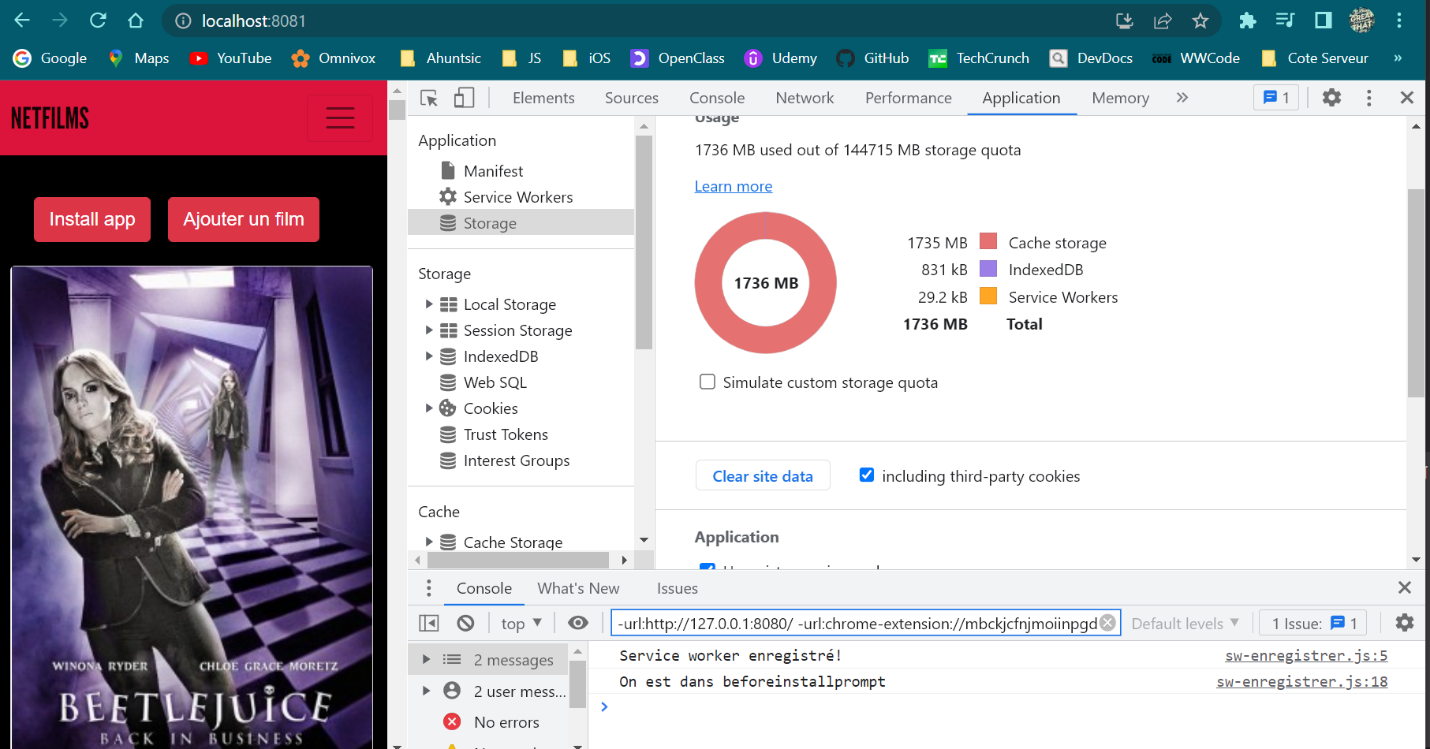 localhost:8081
Google Maps YouTube Omnivox Ahuntsic JS iOS OpenClass Udemy GitHub TechCrunch DevDocs WWCode Cote Serveur »
NETFILMS
Install app Ajouter un film
WINONA RYDER CHLOE GRACE MORETZ
BEETLEJUICE
BACK IN BUSINESS
Elements Sources Console Network Performance Application Memory » 1
Application
Manifest
Service Workers
Storage
Storage
Local Storage
Session Storage
IndexedDB
Web SQL
Cookies
Trust Tokens
Interest Groups
Cache
Cache Storage
Usage
1736 MB used out of 144715 MB storage quota
Learn more
1736 MB
1735 MB Cache storage
831 kB IndexedDB
29.2 kB Service Workers
1736 MB Total
Simulate custom storage quota
Clear site data including third-party cookies
Application
Console What's New Issues
top ▼ -url:http://127.0.0.1:8080/ -url:chrome-extension://mbckjcfnjmoiinpgd Default levels ▼ 1 Issue: 1
2 messages
2 user mess...
No errors
Service worker enregistré! sw-enregistrer.js:5
On est dans beforeinstallprompt sw-enregistrer.js:18